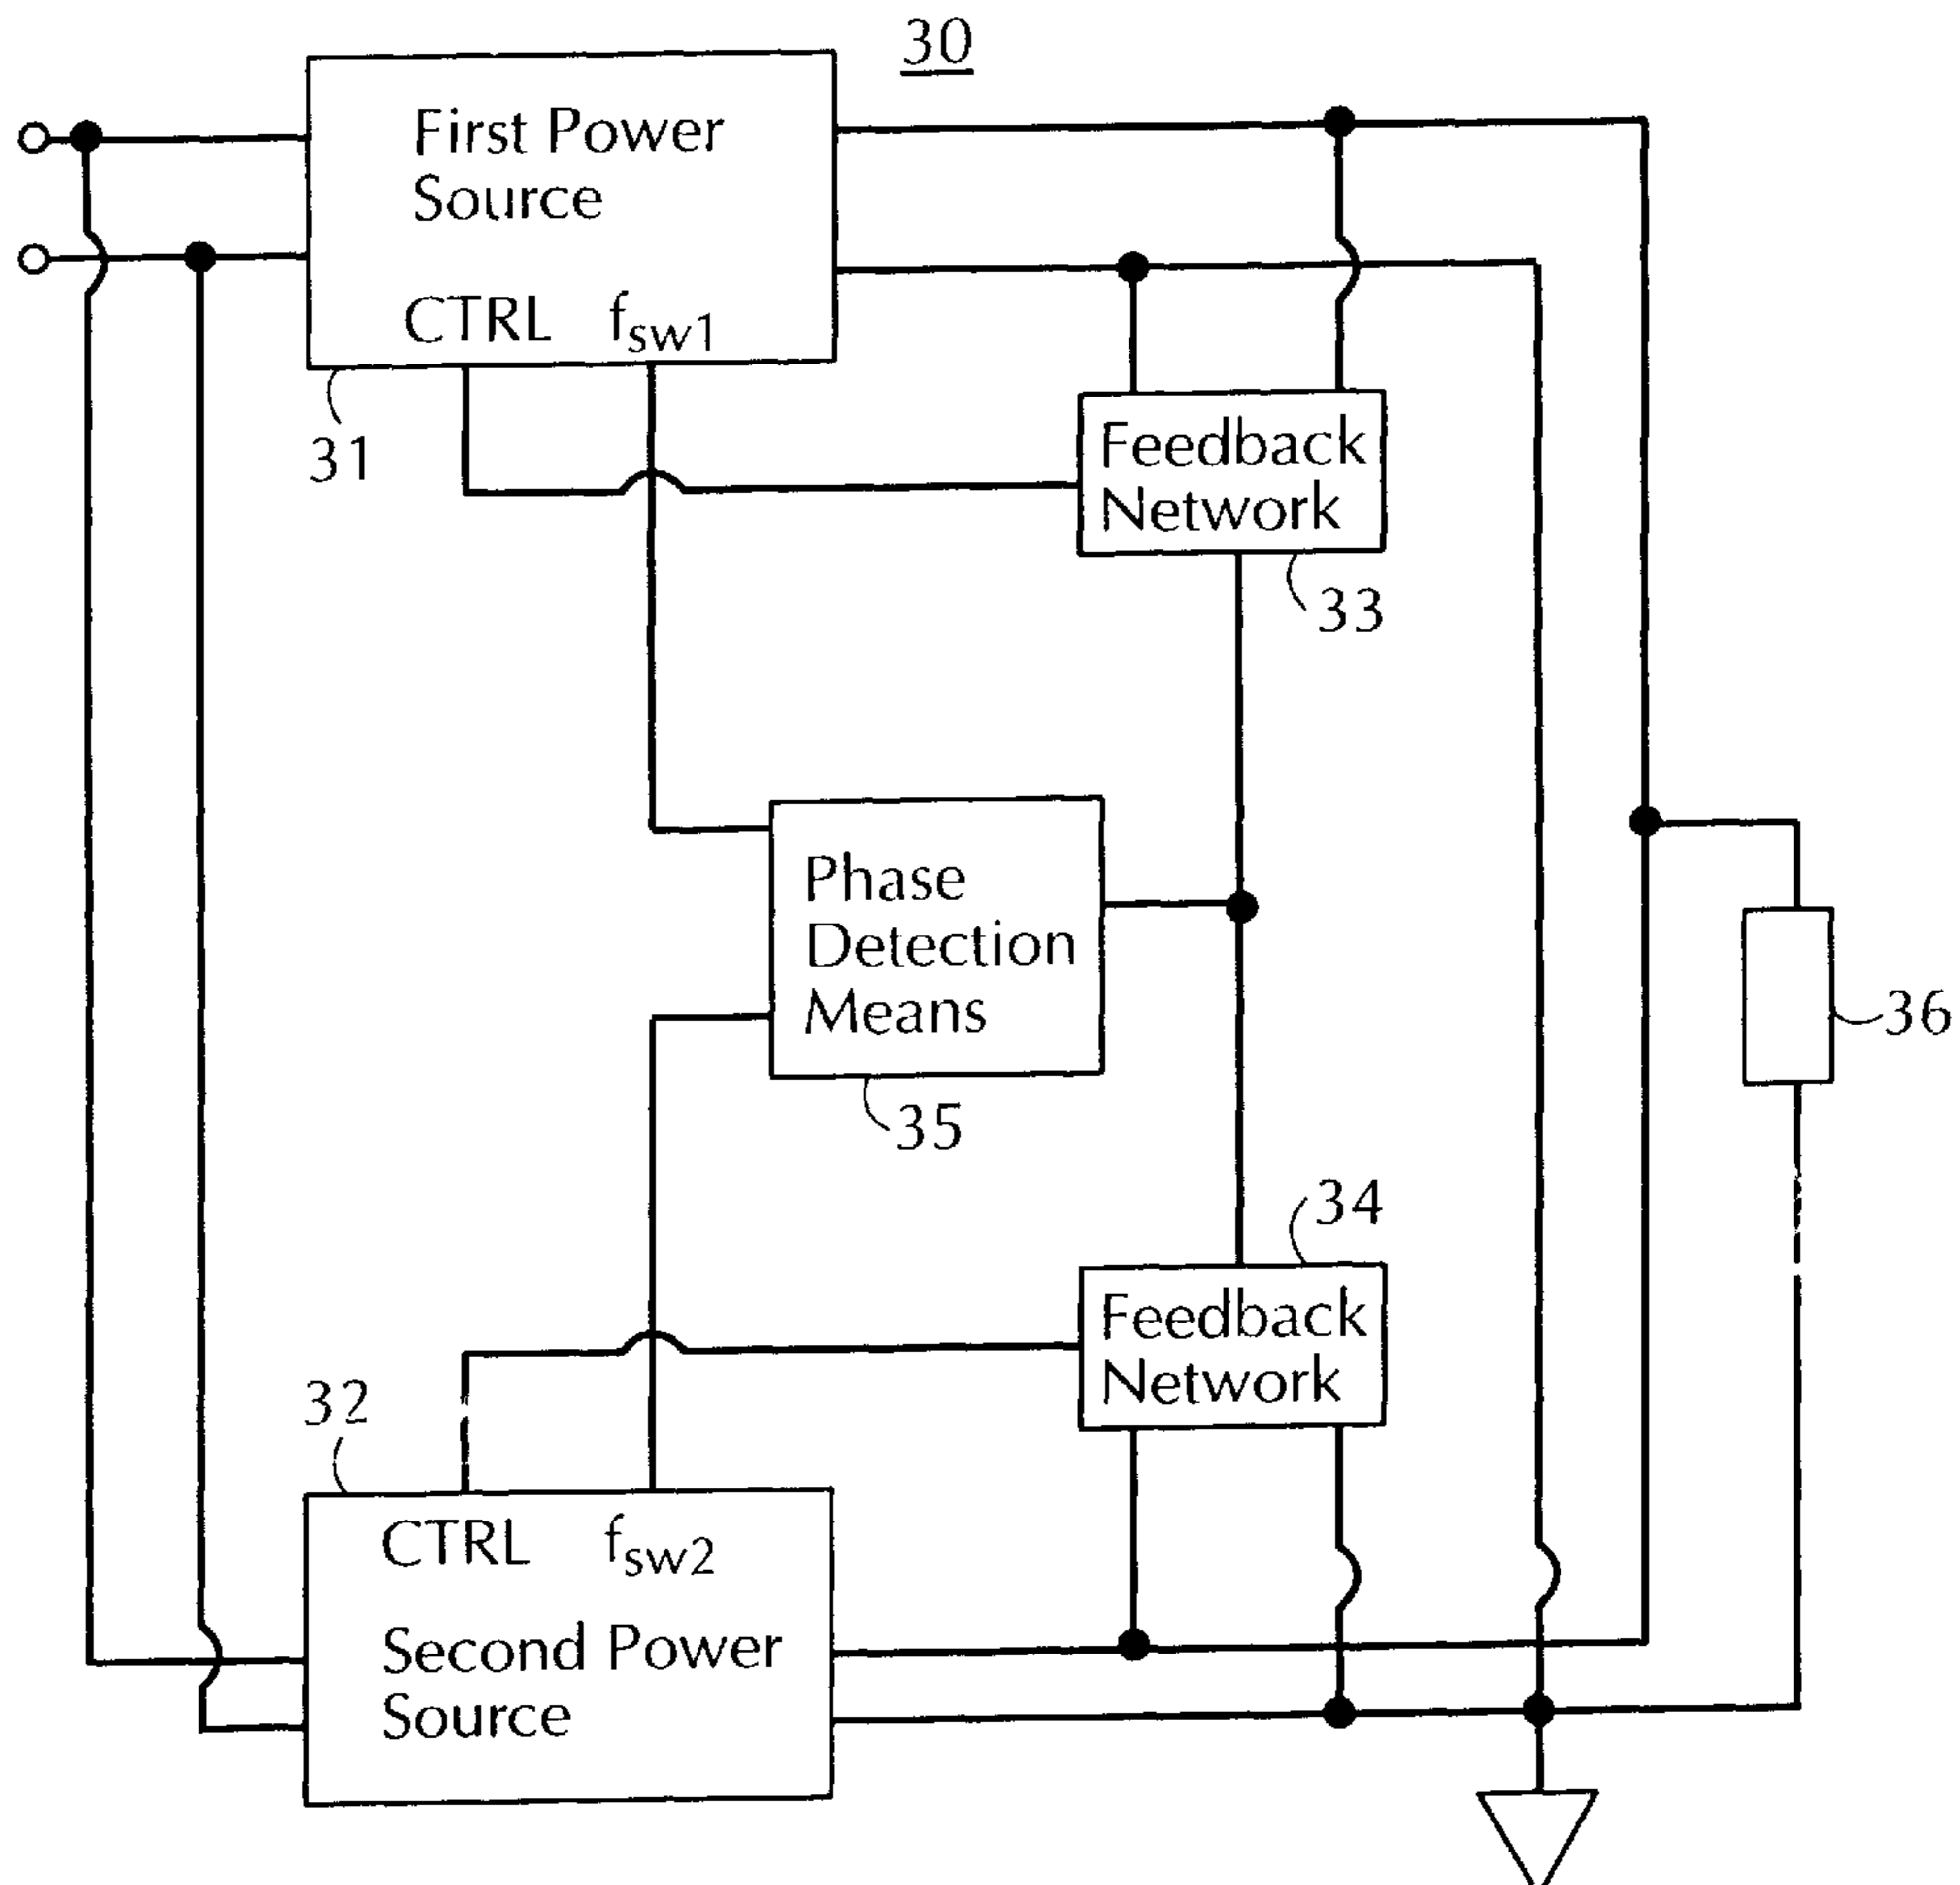 30
First Power
Source
CTRL fsw1
31
Feedback
Network
33
Phase
Detection
Means
35
36
34
Feedback
Network
32
CTRL fsw2
Second Power
Source